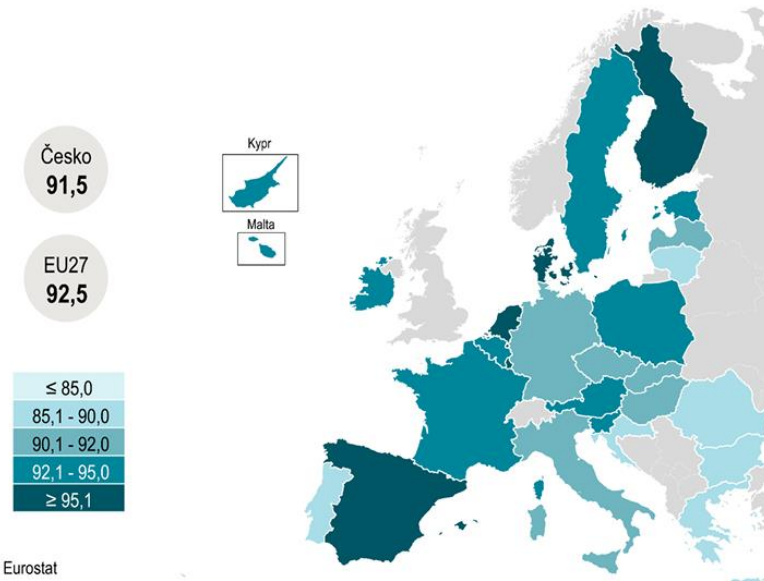 Kypr
Malta
Česko
91,5
EU27
92,5
≤ 85,0
85,1 - 90,0
90,1 - 92,0
92,1 - 95,0
≥ 95,1
Eurostat